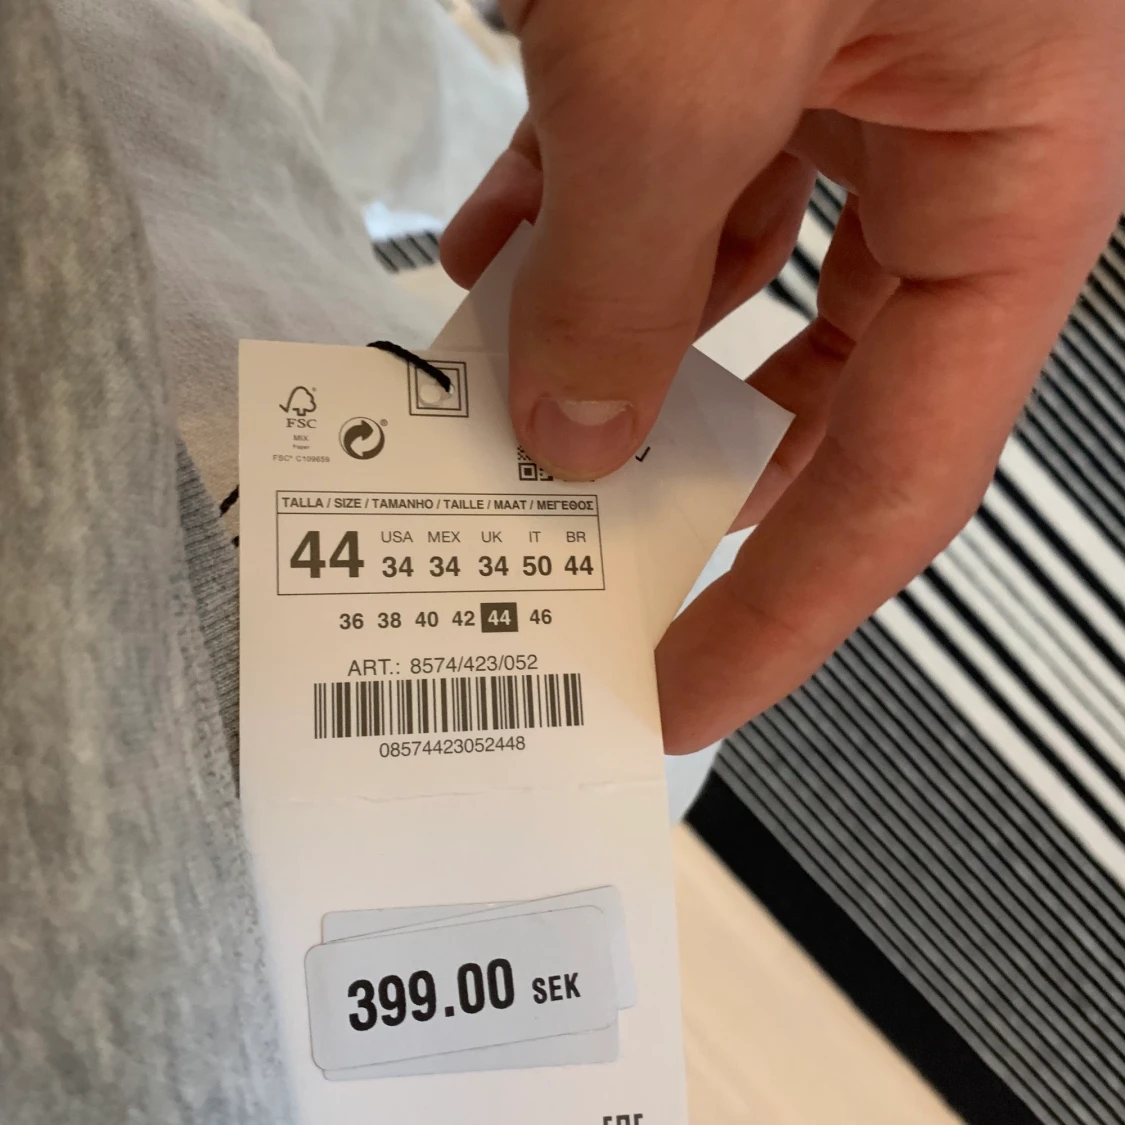 FSC
MIX
Paper
FSC® C109659
TALLA / SIZE / TAMANHO / TAILLE / MAAT / ΜΕΓΕΘΟΣ
44
USA MEX UK IT BR
34 34 34 50 44
36 38 40 42 44 46
ART.: 8574/423/052
08574423052448
399.00 SEK